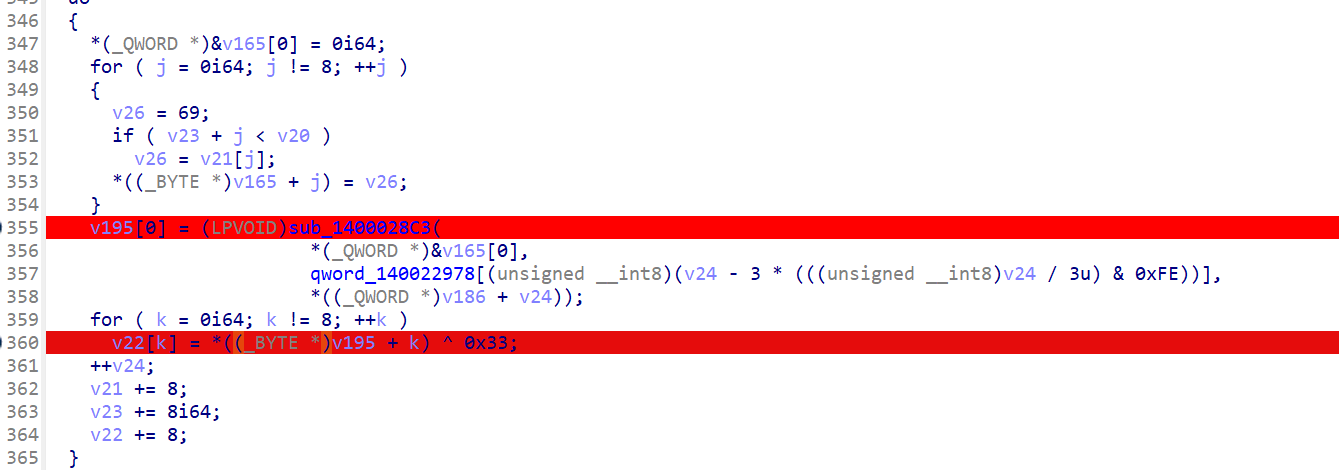 346 {
347 *(_QWORD *)&v165[0] = 0i64;
348 for ( j = 0i64; j != 8; ++j )
349 {
350 v26 = 69;
351 if ( v23 + j < v20 )
352 v26 = v21[j];
353 *((_BYTE *)v165 + j) = v26;
354 }
355 v195[0] = (LPVOID)sub_1400028C3(
356 *(_QWORD *)&v165[0],
357 qword_140022978[(unsigned __int8)(v24 - 3 * (((unsigned __int8)v24 / 3u) & 0xFE))],
358 *((_QWORD *)v186 + v24));
359 for ( k = 0i64; k != 8; ++k )
360 v22[k] = *((_BYTE *)v195 + k) ^ 0x33;
361 ++v24;
362 v21 += 8;
363 v23 += 8i64;
364 v22 += 8;
365 }